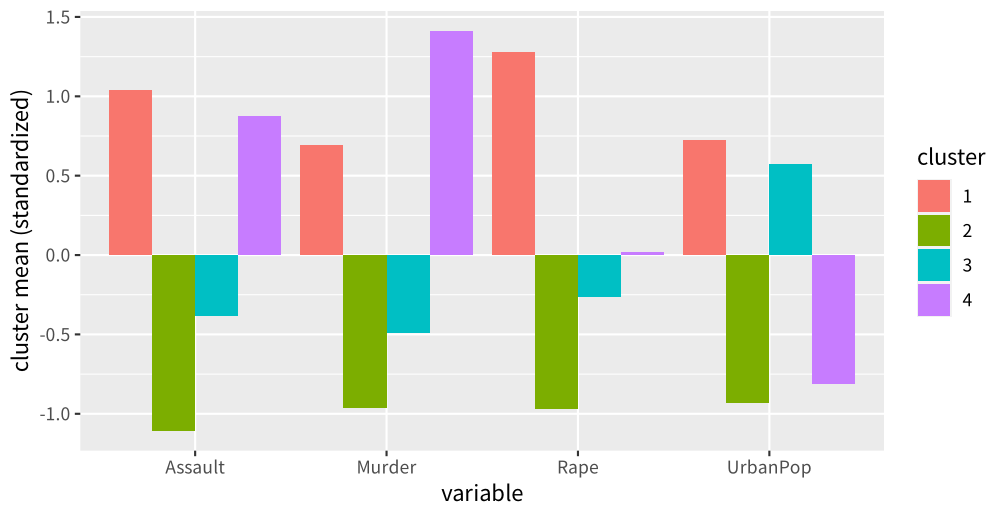 cluster mean (standardized)
1.5
1.0
0.5
0.0
-0.5
-1.0
Assault Murder Rape UrbanPop
variable
cluster
1
2
3
4